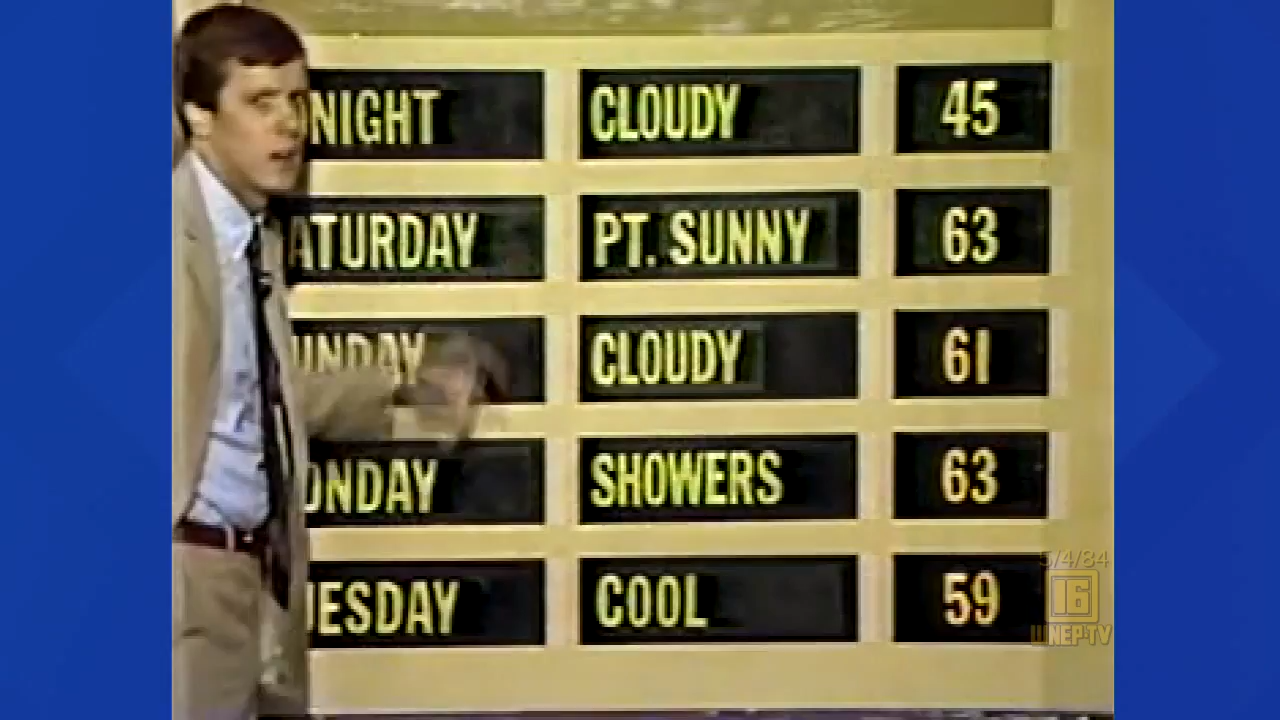 NIGHT CLOUDY 45
ATURDAY PT. SUNNY 63
UNDAY CLOUDY 61
ONDAY SHOWERS 63
UESDAY COOL 59
5/4/84
16
WNEP-TV